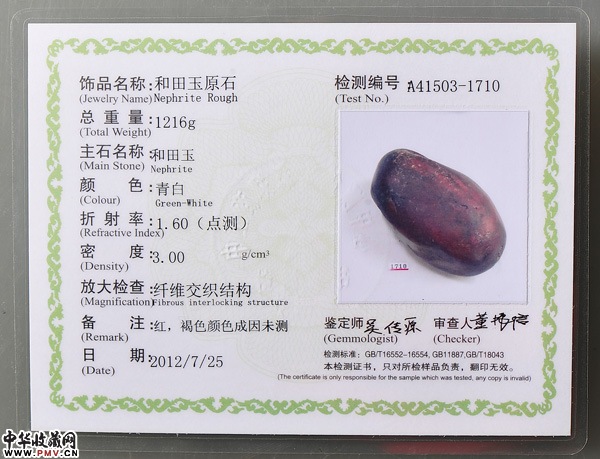 饰品名称：和田玉原石
(Jewelry Name) Nephrite Rough
总重量：1216g
(Total Weight)
主石名称：和田玉
(Main Stone) Nephrite
颜色：青白
(Colour) Green-White
折射率：1.60（点测）
(Refractive Index)
密度：3.00 g/cm³
(Density)
放大检查：纤维交织结构
(Magnification) Fibrous interlocking structure
备注：红，褐色颜色成因未测
(Remark)
日期：2012/7/25
(Date)
检测编号：A41503-1710
(Test No.)
1710
鉴定师 审查人
(Gemmologist) (Checker)
检测标准：GB/T16552-16554, GB11887,GB/T18043
本检测证书，只对所检样品负责，翻印无效。
(The certificate is only responsible for the sample which was tested, any copy is invalid)
中华收藏网
www.PMV.cn